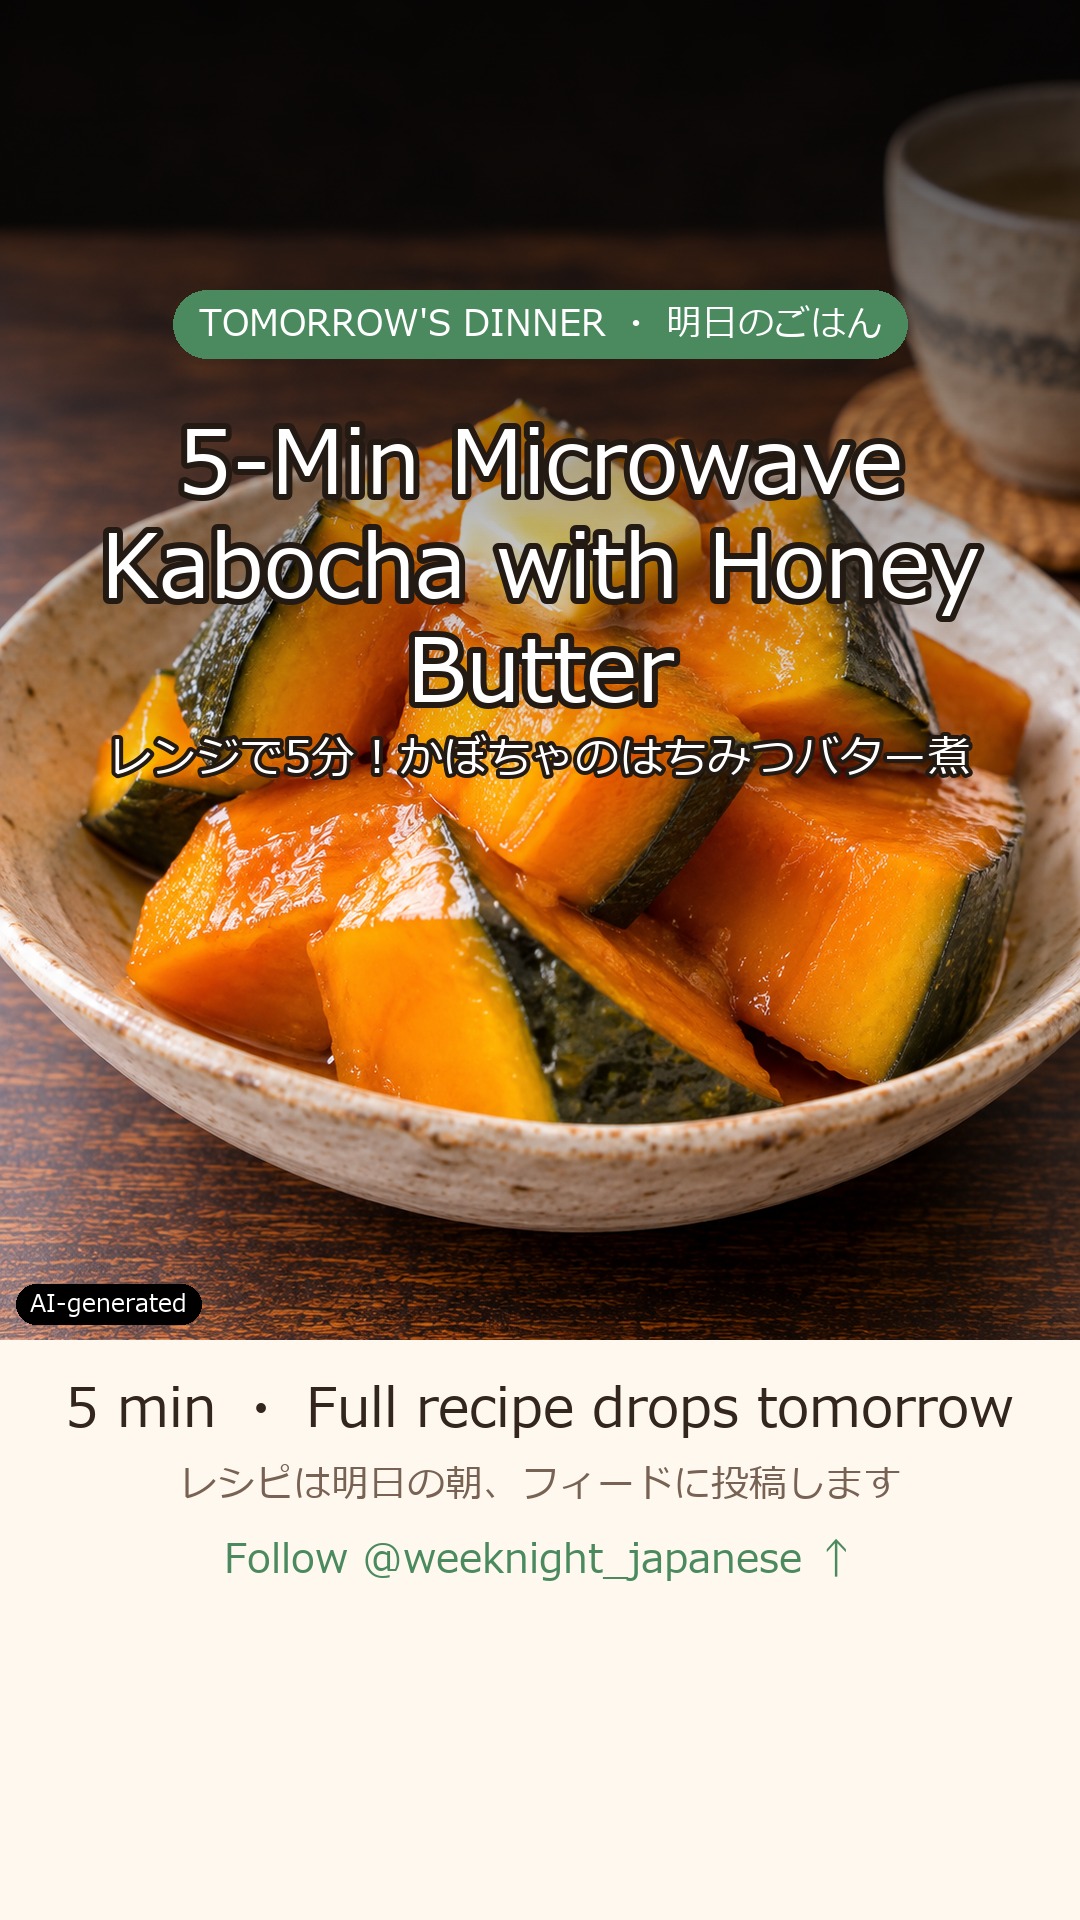 TOMORROW'S DINNER ・ 明日のごはん
5-Min Microwave
Kabocha with Honey
Butter
レンジで5分！かぼちゃのはちみつバター煮
AI-generated
5 min ・ Full recipe drops tomorrow
レシピは明日の朝、フィードに投稿します
Follow @weeknight_japanese ↑